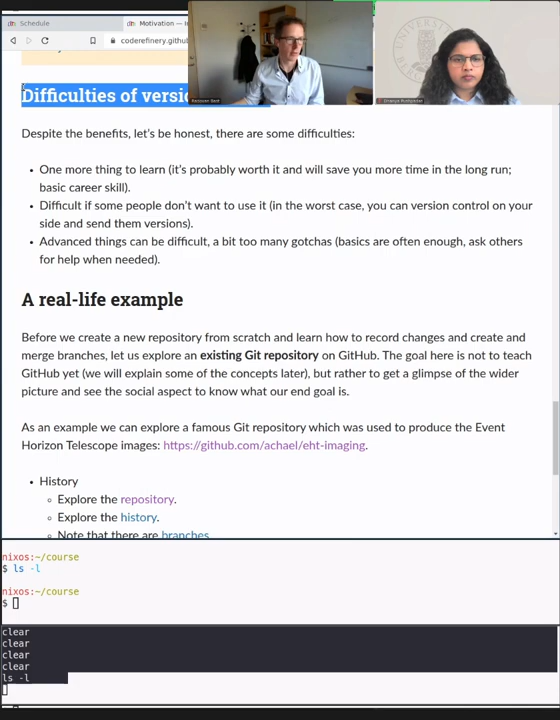 Schedule
Motivation —
coderefinery.github
Difficulties of versi
Despite the benefits, let's be honest, there are some difficulties:
• One more thing to learn (it's probably worth it and will save you more time in the long run;
basic career skill).
• Difficult if some people don't want to use it (in the worst case, you can version control on your
side and send them versions).
• Advanced things can be difficult, a bit too many gotchas (basics are often enough, ask others
for help when needed).
A real-life example
Before we create a new repository from scratch and learn how to record changes and create and
merge branches, let us explore an existing Git repository on GitHub. The goal here is not to teach
GitHub yet (we will explain some of the concepts later), but rather to get a glimpse of the wider
picture and see the social aspect to know what our end goal is.
As an example we can explore a famous Git repository which was used to produce the Event
Horizon Telescope images: https://github.com/achael/eht-imaging.
• History
◦ Explore the repository.
◦ Explore the history.
◦ Note that there are branches
nixos:~/course
$ ls -l
nixos:~/course
$
clear
clear
clear
clear
ls -l